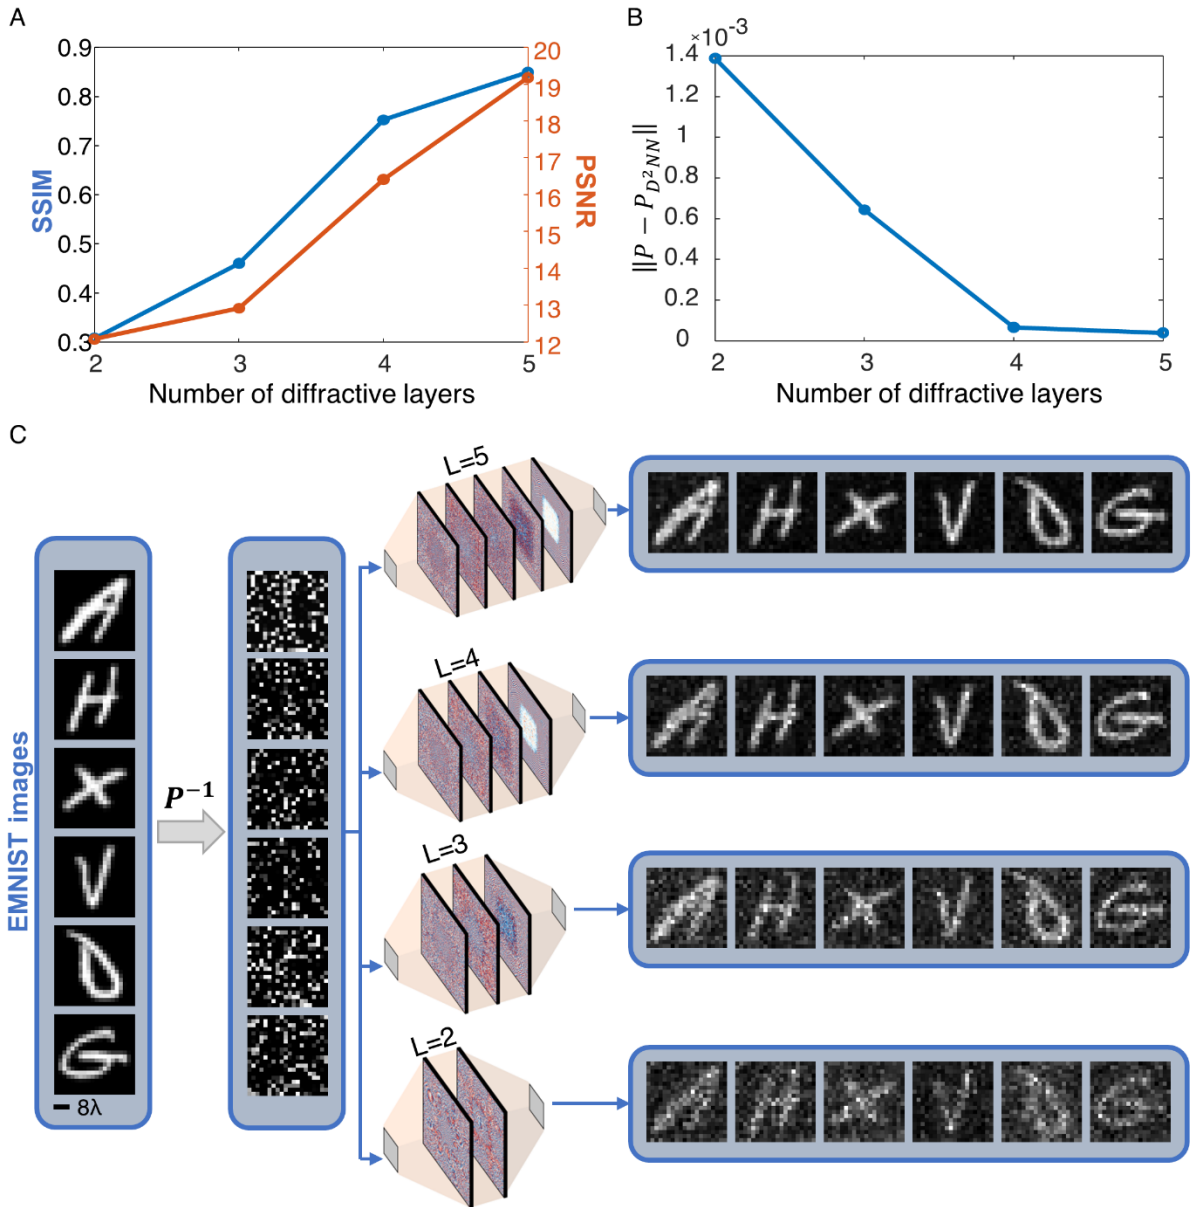 A
0.9
0.8
0.7
0.6
0.5
0.4
0.3
SSIM
20
19
18
17
16
15
14
13
12
PSNR
2 3 4 5
Number of diffractive layers
B
×10⁻³
1.4
1.2
1
0.8
0.6
0.4
0.2
0
‖P − P_{D²NN}‖
2 3 4 5
Number of diffractive layers
C
EMNIST images
A
H
X
V
D
G
8λ
P⁻¹
L=5
A H X V D G
L=4
A H X V D G
L=3
A H X V D G
L=2
A H X V D G